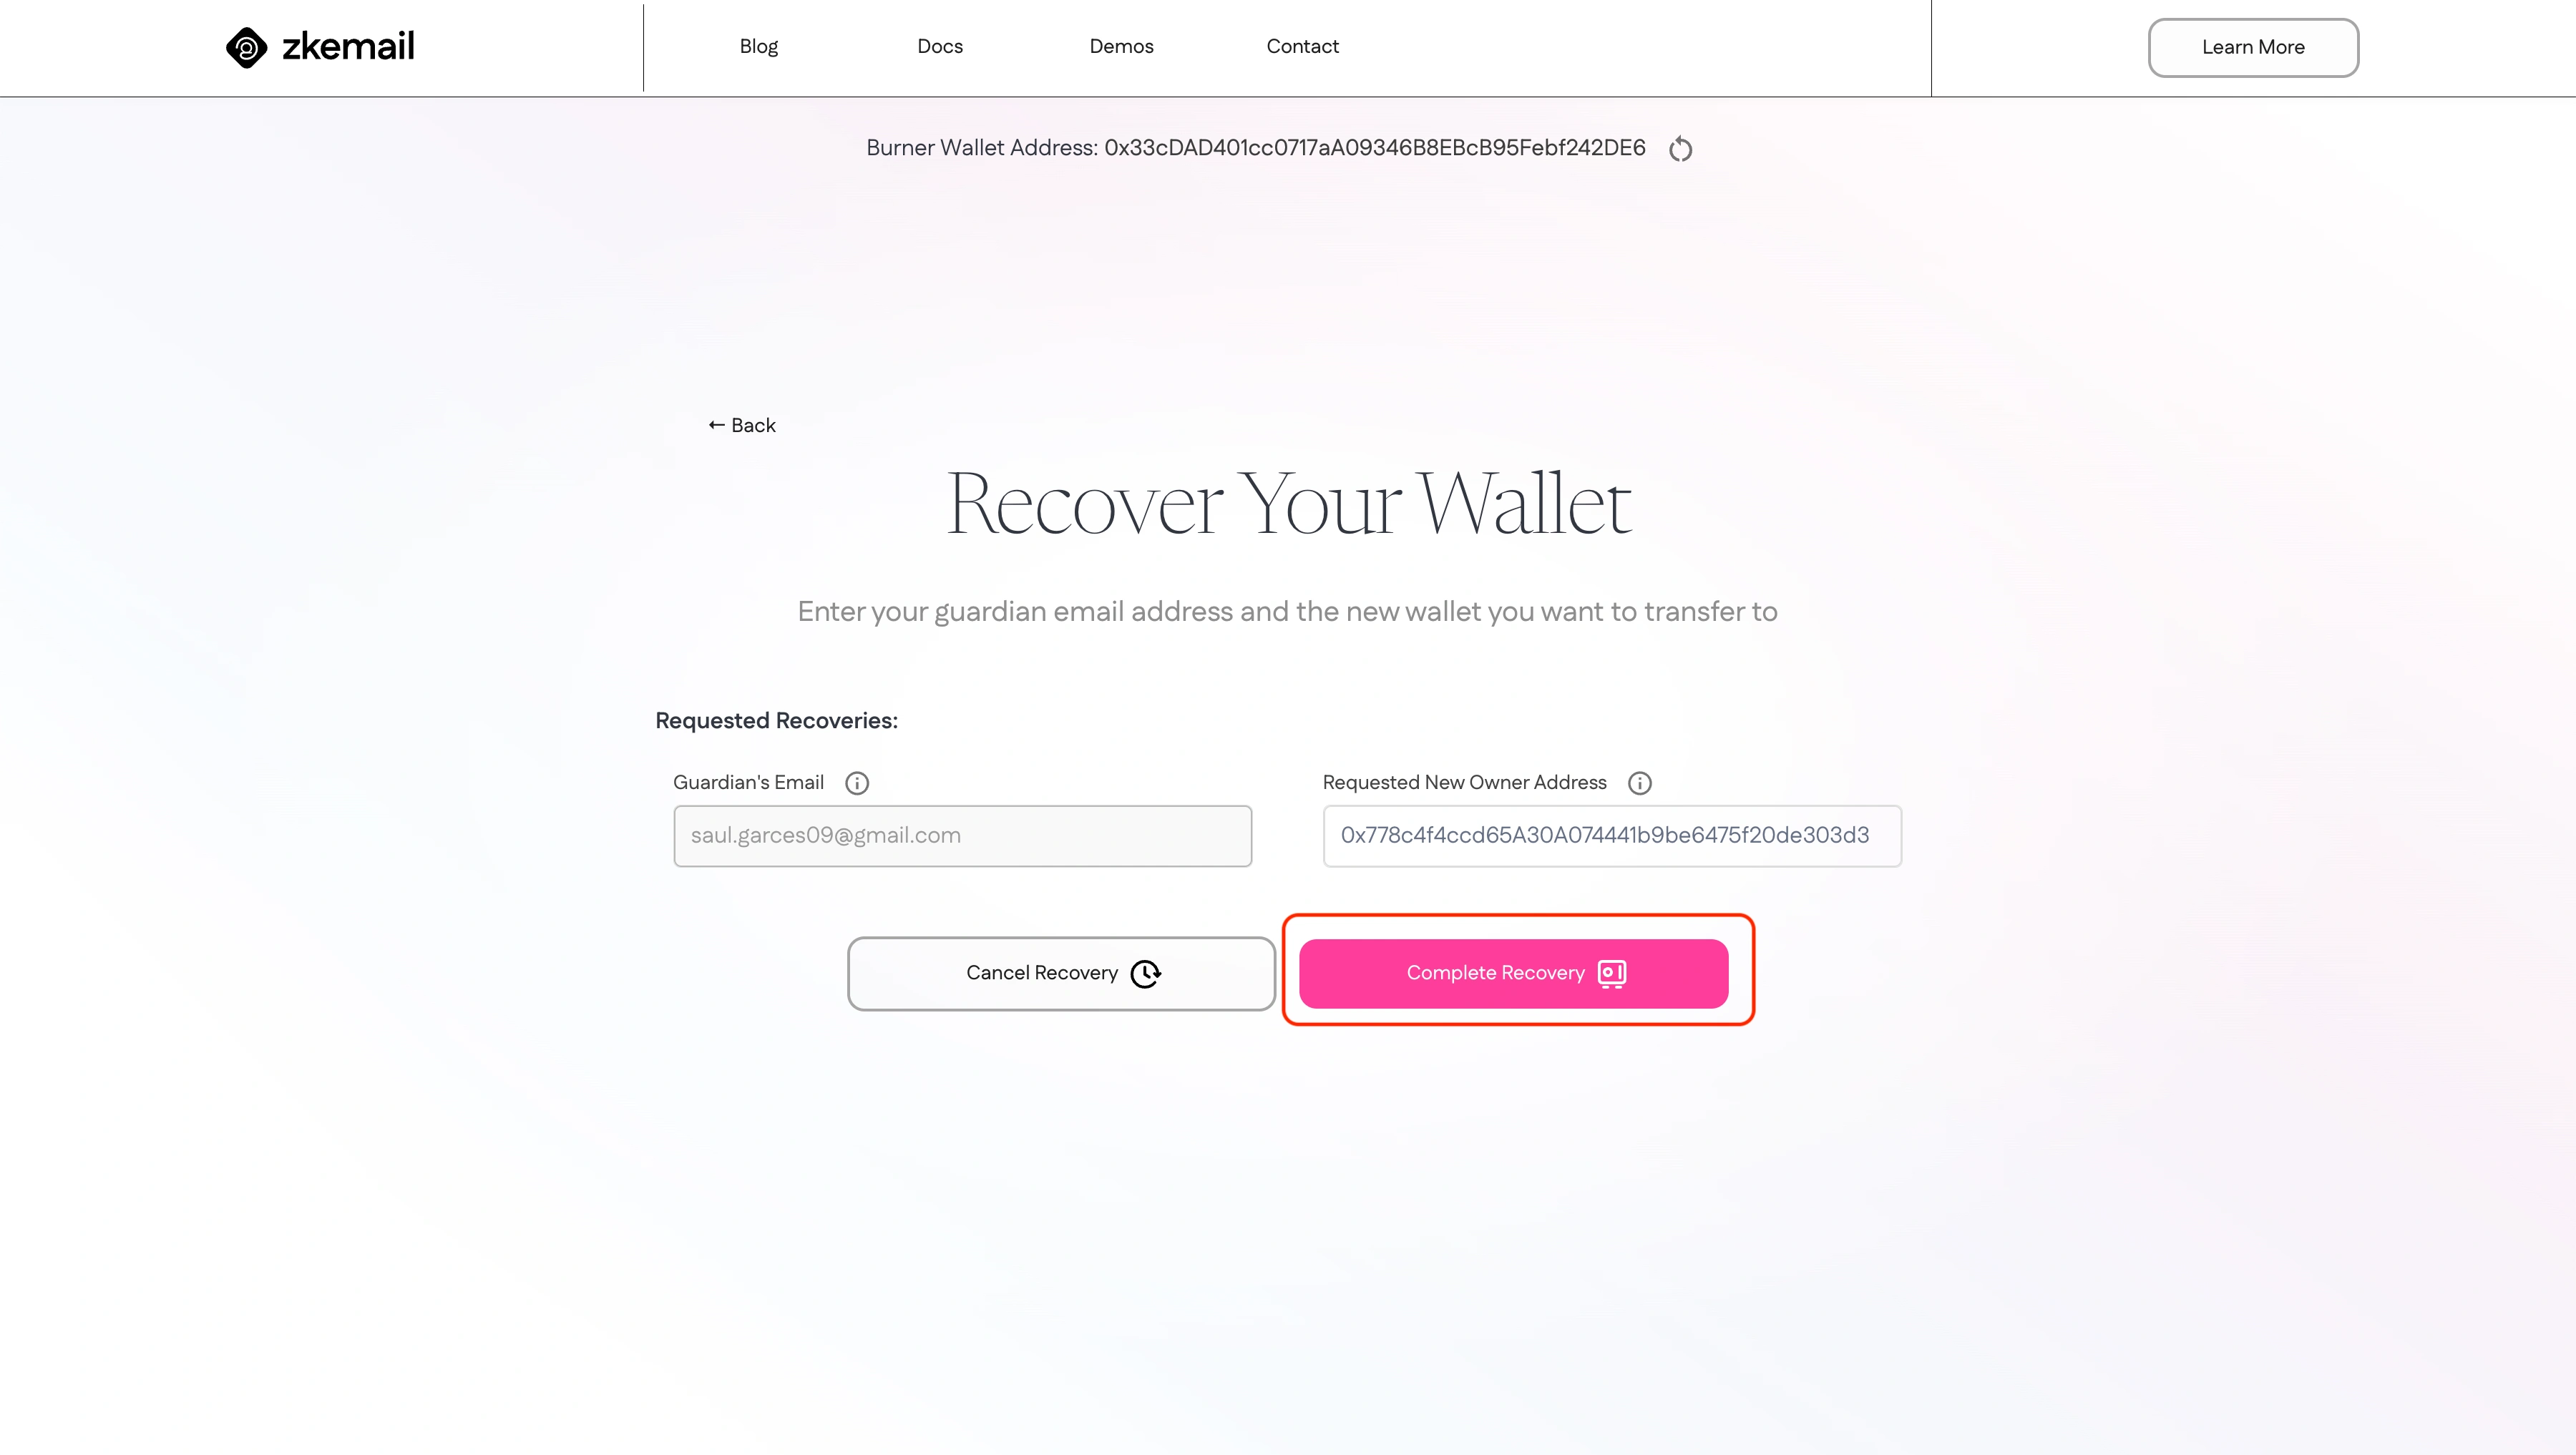 zkemail
Blog
Docs
Demos
Contact
Learn More
Burner Wallet Address: 0x33cDAD401cc0717aA09346B8EBcB95Febf242DE6
← Back
Recover Your Wallet
Enter your guardian email address and the new wallet you want to transfer to
Requested Recoveries:
Guardian's Email
Requested New Owner Address
saul.garces09@gmail.com
0x778c4f4ccd65A30A074441b9be6475f20de303d3
Cancel Recovery
Complete Recovery